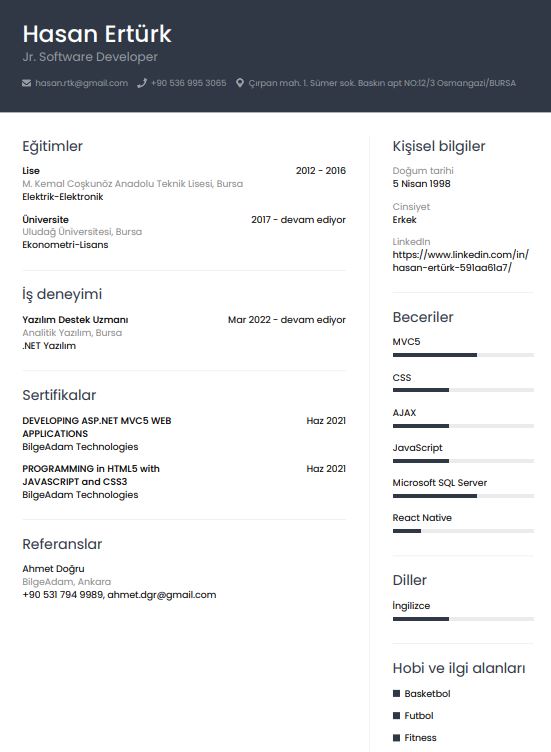 Hasan Ertürk
Jr. Software Developer
hasan.rtk@gmail.com +90 536 995 3065 Çırpan mah. 1. Sümer sok. Baskın apt NO:12/3 Osmangazi/BURSA
Eğitimler
Lise 2012 - 2016
M. Kemal Coşkunöz Anadolu Teknik Lisesi, Bursa
Elektrik-Elektronik
Üniversite 2017 - devam ediyor
Uludağ Üniversitesi, Bursa
Ekonometri-Lisans
İş deneyimi
Yazılım Destek Uzmanı Mar 2022 - devam ediyor
Analitik Yazılım, Bursa
.NET Yazılım
Sertifikalar
DEVELOPING ASP.NET MVC5 WEB Haz 2021
APPLICATIONS
BilgeAdam Technologies
PROGRAMMING in HTML5 with Haz 2021
JAVASCRIPT and CSS3
BilgeAdam Technologies
Referanslar
Ahmet Doğru
BilgeAdam, Ankara
+90 531 794 9989, ahmet.dgr@gmail.com
Kişisel bilgiler
Doğum tarihi
5 Nisan 1998
Cinsiyet
Erkek
LinkedIn
https://www.linkedin.com/in/
hasan-ertürk-591aa61a7/
Beceriler
MVC5
CSS
AJAX
JavaScript
Microsoft SQL Server
React Native
Diller
İngilizce
Hobi ve ilgi alanları
Basketbol
Futbol
Fitness